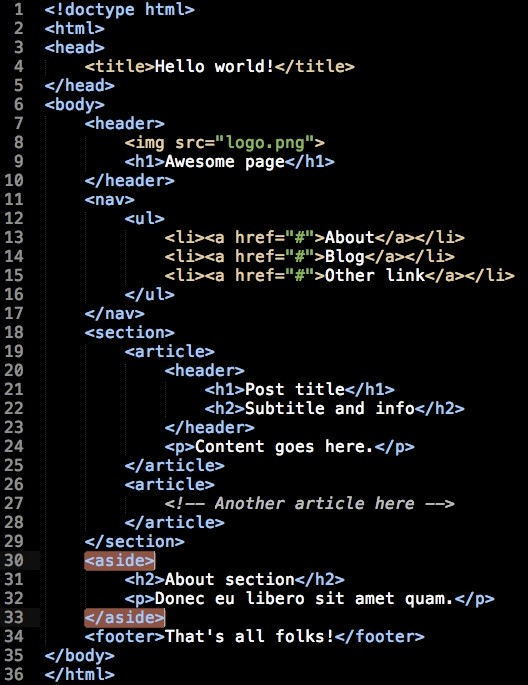 1 <!doctype html>
2 <html>
3 <head>
4     <title>Hello world!</title>
5 </head>
6 <body>
7     <header>
8         <img src="logo.png">
9         <h1>Awesome page</h1>
10     </header>
11     <nav>
12         <ul>
13             <li><a href="#">About</a></li>
14             <li><a href="#">Blog</a></li>
15             <li><a href="#">Other link</a></li>
16         </ul>
17     </nav>
18     <section>
19         <article>
20             <header>
21                 <h1>Post title</h1>
22                 <h2>Subtitle and info</h2>
23             </header>
24             <p>Content goes here.</p>
25         </article>
26         <article>
27             <!-- Another article here -->
28         </article>
29     </section>
30     <aside>
31         <h2>About section</h2>
32         <p>Donec eu libero sit amet quam.</p>
33     </aside>
34     <footer>That's all folks!</footer>
35 </body>
36 </html>